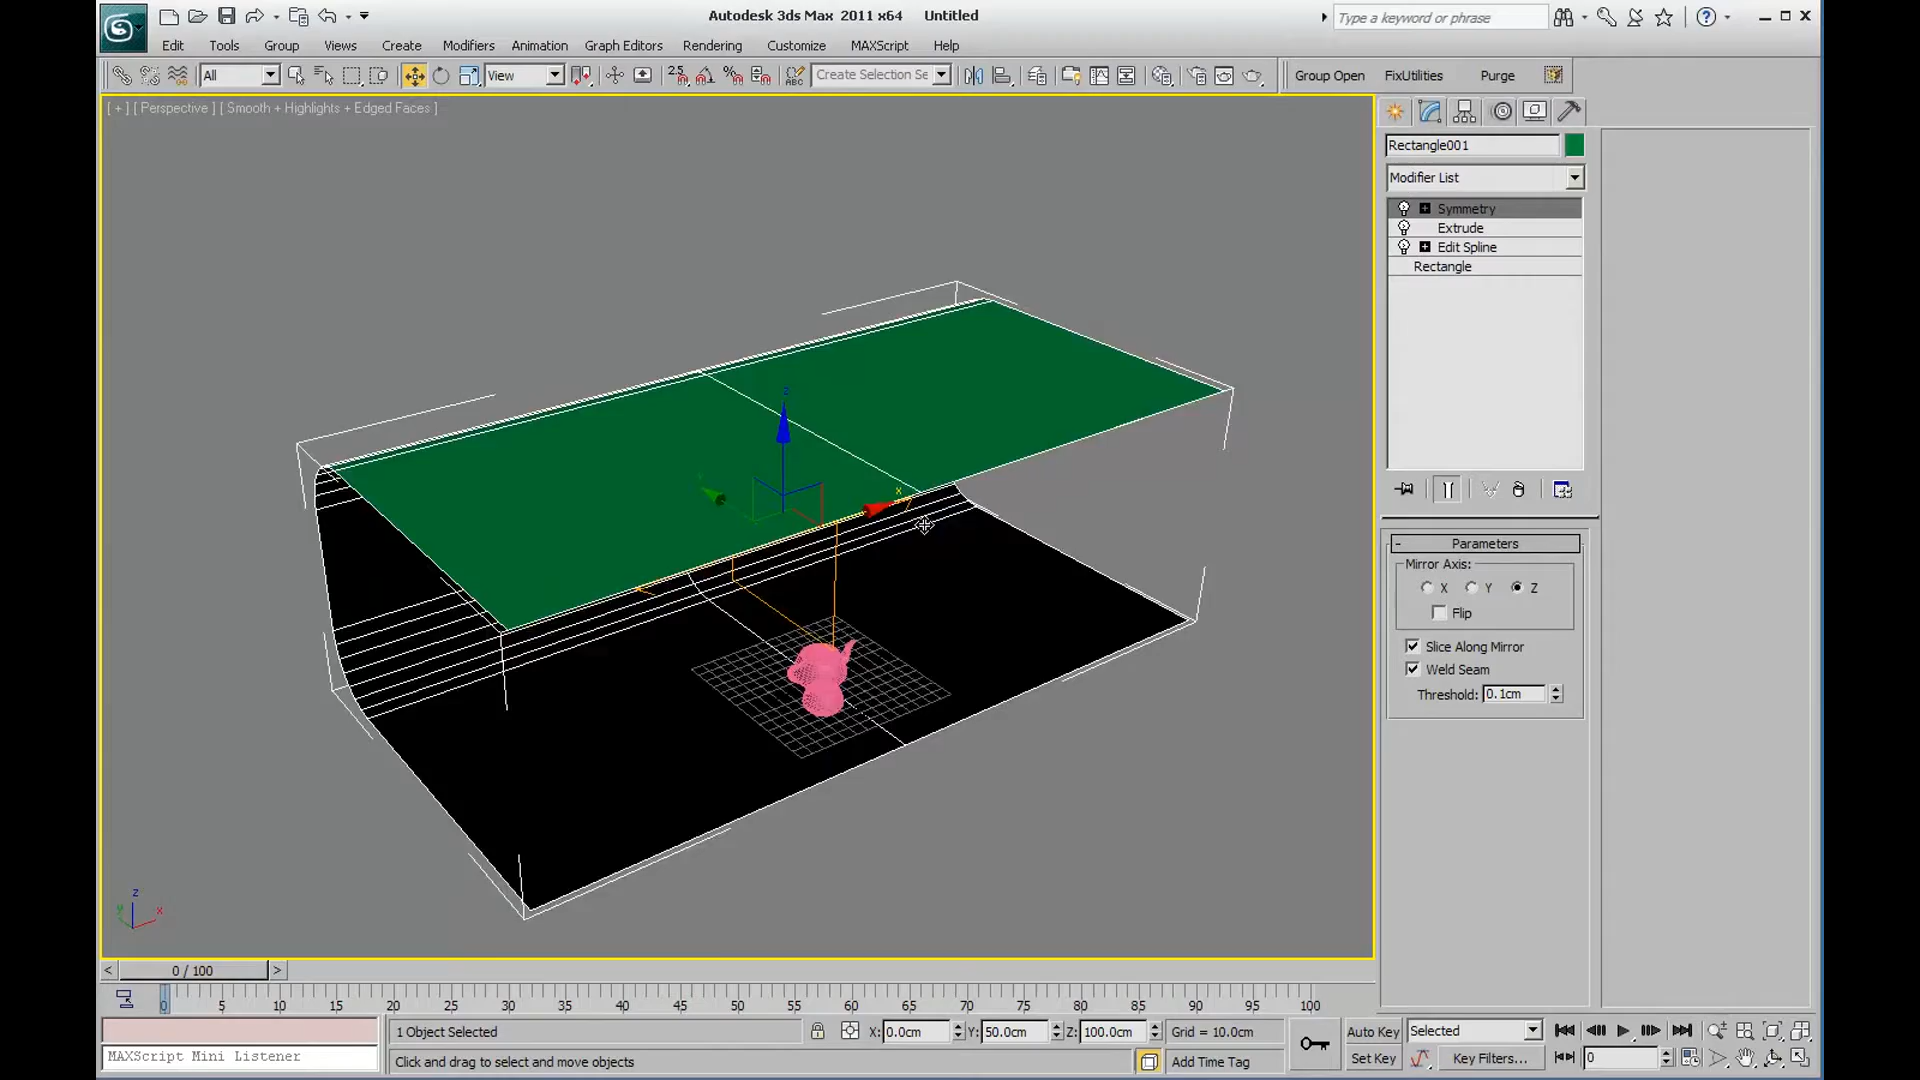 Autodesk 3ds Max 2011 x64 Untitled
Type a keyword or phrase
Edit Tools Group Views Create Modifiers Animation Graph Editors Rendering Customize MAXScript Help
All View Create Selection Se Group Open FixUtilities Purge
[ + ] [ Perspective ] [ Smooth + Highlights + Edged Faces ]
Rectangle001
Modifier List
Symmetry
Extrude
Edit Spline
Rectangle
z
x
Parameters
Mirror Axis:
X Y Z
Flip
Slice Along Mirror
Weld Seam
Threshold: 0.1cm
z
y x
< 0 / 100 >
0 5 10 15 20 25 30 35 40 45 50 55 60 65 70 75 80 85 90 95 100
1 Object Selected X: 0.0cm Y: 50.0cm Z: 100.0cm Grid = 10.0cm Auto Key Selected
MAXScript Mini Listener Click and drag to select and move objects Add Time Tag Set Key Key Filters... 0